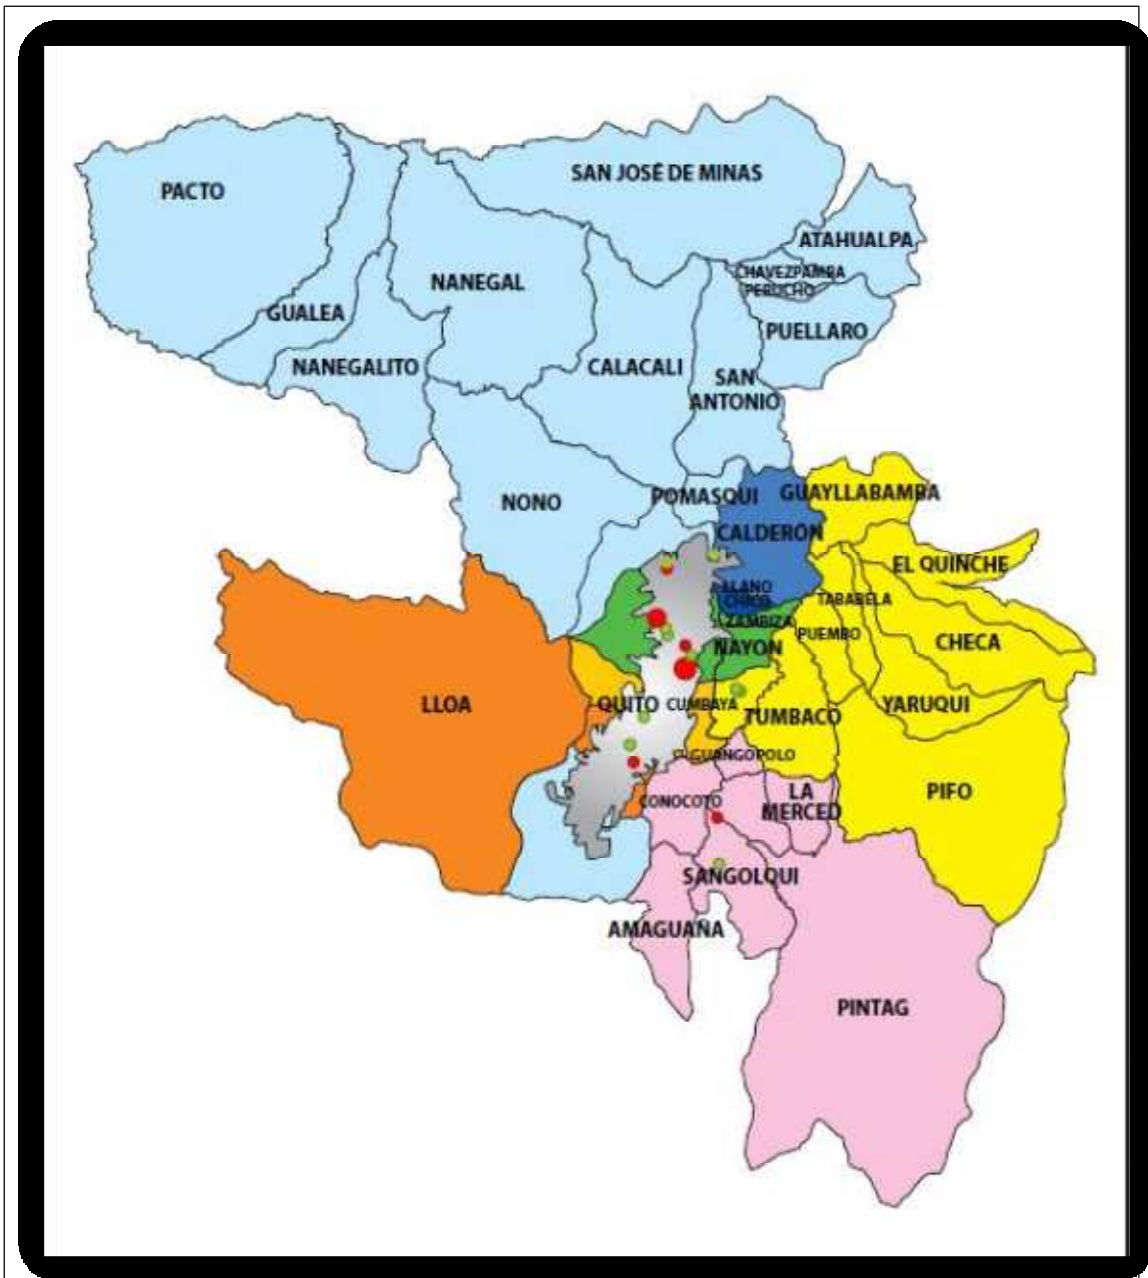 SAN JOSÉ DE MINAS
PACTO
ATAHUALPA
CHAVEZPAMBA
NANEGAL
PERUCHO
GUALEA
PUELLARO
NANEGALITO
CALACALI
SAN
ANTONIO
POMASQUI
GUAYLLABAMBA
NONO
CALDERÓN
EL QUINCHE
LLANO
CHICO
TABABELA
ZAMBIZA
PUEMBO
CHECA
NAYON
LLOA
QUITO
CUMBAYA
TUMBACO
YARUQUI
GUANGOPOLO
PIFO
LA
MERCED
CONOCOTO
SANGOLQUI
AMAGUAÑA
PINTAG